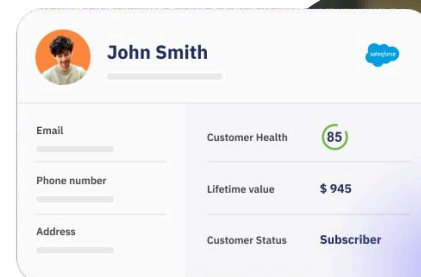 John Smith
salesforce
Email
Customer Health
85
Phone number
Lifetime value
$ 945
Address
Customer Status
Subscriber